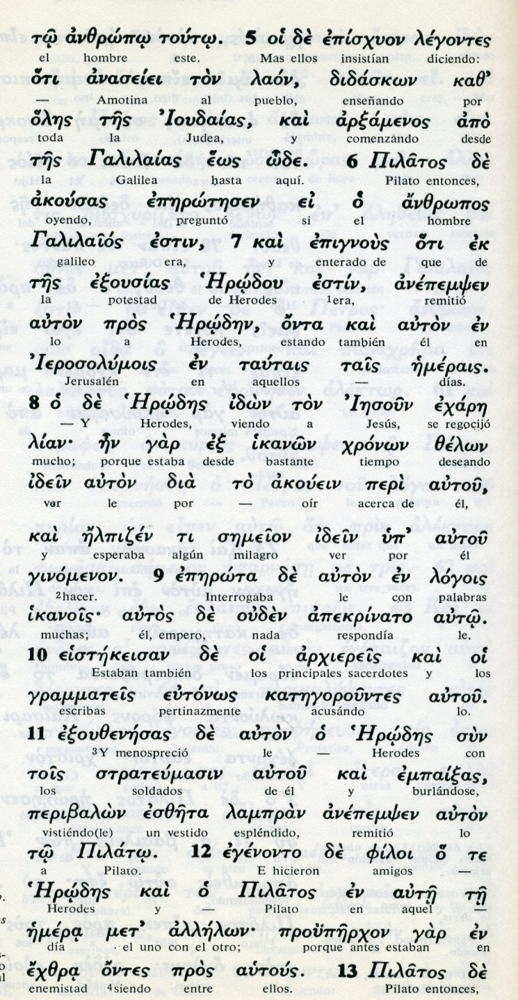 τῷ ἀνθρώπῳ τούτῳ. 5 οἱ δὲ ἐπίσχυον λέγοντες
el hombre este. Mas ellos insistían diciendo:
ὅτι ἀνασείει τὸν λαόν, διδάσκων καθ’
— Amotina al pueblo, enseñando por
ὅλης τῆς Ἰουδαίας, καὶ ἀρξάμενος ἀπὸ
toda la Judea, y comenzando desde
τῆς Γαλιλαίας ἕως ὧδε. 6 Πιλᾶτος δὲ
la Galilea hasta aquí. Pilato entonces,
ἀκούσας ἐπηρώτησεν εἰ ὁ ἄνθρωπος
oyendo, preguntó si el hombre
Γαλιλαῖός ἐστιν, 7 καὶ ἐπιγνοὺς ὅτι ἐκ
galileo era, y enterado de que de
τῆς ἐξουσίας Ἡρῴδου ἐστίν, ἀνέπεμψεν
la potestad de Herodes 1era, remitió
αὐτὸν πρὸς Ἡρῴδην, ὄντα καὶ αὐτὸν ἐν
lo a Herodes, estando también él en
Ἱεροσολύμοις ἐν ταύταις ταῖς ἡμέραις.
Jerusalén en aquellos — días.
8 ὁ δὲ Ἡρῴδης ἰδὼν τὸν Ἰησοῦν ἐχάρη
— Y Herodes, viendo a Jesús, se regocijó
λίαν· ἦν γὰρ ἐξ ἱκανῶν χρόνων θέλων
mucho; porque estaba desde bastante tiempo deseando
ἰδεῖν αὐτὸν διὰ τὸ ἀκούειν περὶ αὐτοῦ,
ver le por — oír acerca de él,
καὶ ἤλπιζέν τι σημεῖον ἰδεῖν ὑπ’ αὐτοῦ
y esperaba algún milagro ver por él
γινόμενον. 9 ἐπηρώτα δὲ αὐτὸν ἐν λόγοις
2hacer. Interrogaba le con palabras
ἱκανοῖς· αὐτὸς δὲ οὐδὲν ἀπεκρίνατο αὐτῷ.
muchas; él, empero, nada respondía le.
10 εἱστήκεισαν δὲ οἱ ἀρχιερεῖς καὶ οἱ
Estaban también los principales sacerdotes y los
γραμματεῖς εὐτόνως κατηγοροῦντες αὐτοῦ.
escribas pertinazmente acusándo lo.
11 ἐξουθενήσας δὲ αὐτὸν ὁ Ἡρῴδης σὺν
3Y menospreció le — Herodes con
τοῖς στρατεύμασιν αὐτοῦ καὶ ἐμπαίξας,
los soldados de él y burlándose,
περιβαλὼν ἐσθῆτα λαμπρὰν ἀνέπεμψεν αὐτὸν
vistiéndo(le) un vestido espléndido, remitió lo
τῷ Πιλάτῳ. 12 ἐγένοντο δὲ φίλοι ὅ τε
a Pilato. E hicieron amigos —
Ἡρῴδης καὶ ὁ Πιλᾶτος ἐν αὐτῇ τῇ
Herodes y — Pilato en aquel —
ἡμέρᾳ μετ’ ἀλλήλων· προϋπῆρχον γὰρ ἐν
día el uno con el otro; porque antes estaban en
ἔχθρᾳ ὄντες πρὸς αὑτούς. 13 Πιλᾶτος δὲ
enemistad 4siendo entre ellos. Pilato entonces,